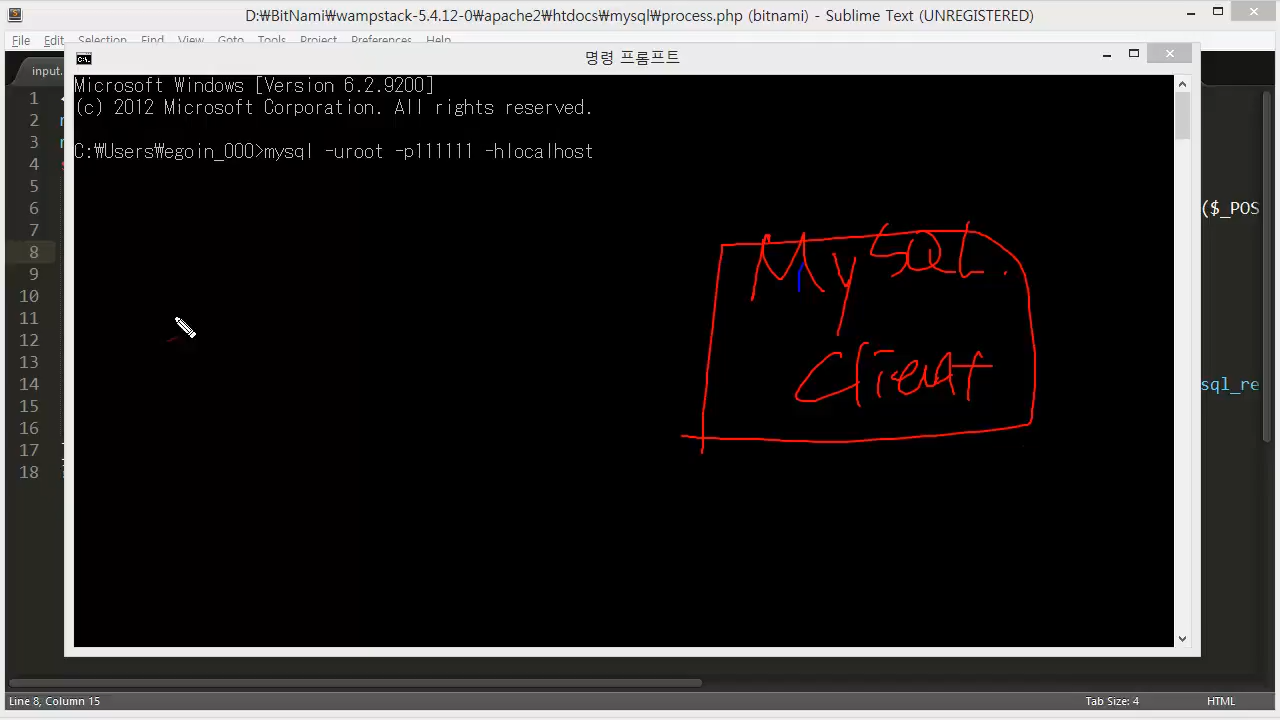 D:₩BitNami₩wampstack-5.4.12-0₩apache2₩htdocs₩mysql₩process.php (bitnami) - Sublime Text (UNREGISTERED)
File Edit Selection Find View Goto Tools Project Preferences Help
명령 프롬프트
input.
Microsoft Windows [Version 6.2.9200]
(c) 2012 Microsoft Corporation. All rights reserved.
C:₩Users₩egoin_000>mysql -uroot -p111111 -hlocalhost
1
2
3
4
5
6
($_POS
7
8
9
10
11
12
13
14
sql_re
15
16
17
18
MySQL.
Client
Line 8, Column 15
Tab Size: 4
HTML